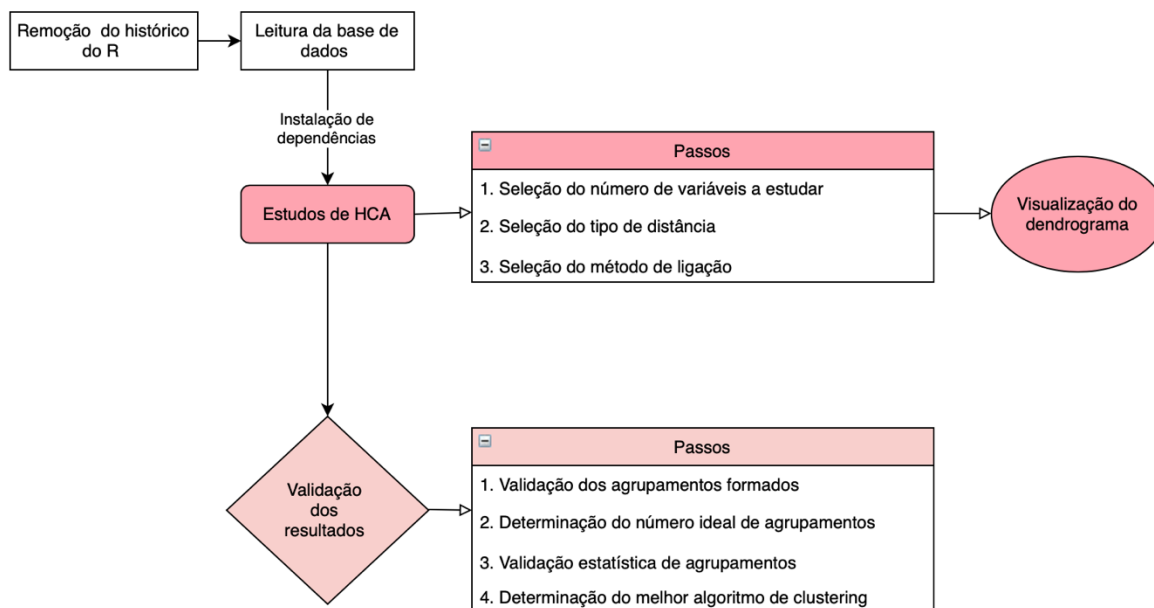 Remoção do histórico
do R
Leitura da base de
dados
Instalação de
dependências
Estudos de HCA
Passos
1. Seleção do número de variáveis a estudar
2. Seleção do tipo de distância
3. Seleção do método de ligação
Visualização do
dendrograma
Validação
dos
resultados
Passos
1. Validação dos agrupamentos formados
2. Determinação do número ideal de agrupamentos
3. Validação estatística de agrupamentos
4. Determinação do melhor algoritmo de clustering